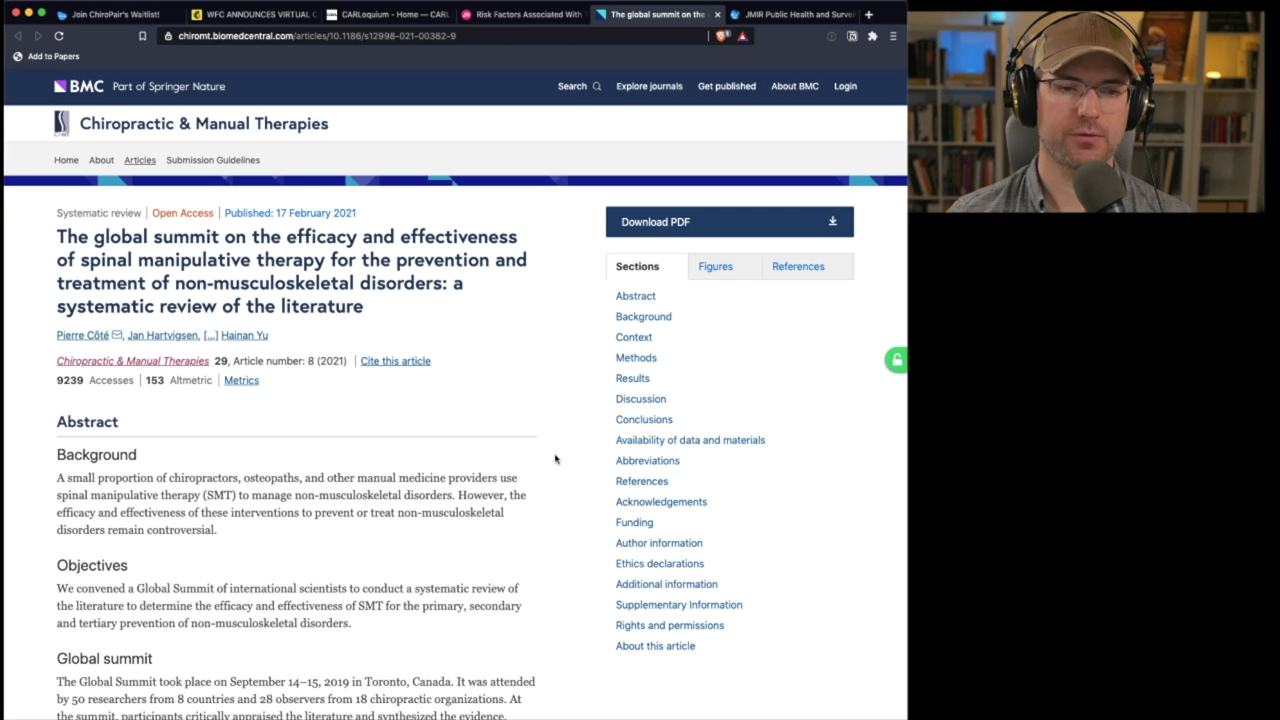 Join ChiroPair's Waitlist!
WFC ANNOUNCES VIRTUAL C
CARLoquium - Home — CARL
Risk Factors Associated With
The global summit on the
JMIR Public Health and Survei
chiromt.biomedcentral.com/articles/10.1186/s12998-021-00362-9
Add to Papers
BMC Part of Springer Nature
Search
Explore journals
Get published
About BMC
Login
Chiropractic & Manual Therapies
Home
About
Articles
Submission Guidelines
Systematic review | Open Access | Published: 17 February 2021
The global summit on the efficacy and effectiveness
of spinal manipulative therapy for the prevention and
treatment of non-musculoskeletal disorders: a
systematic review of the literature
Pierre Côté, Jan Hartvigsen, [...] Hainan Yu
Chiropractic & Manual Therapies 29, Article number: 8 (2021) | Cite this article
9239 Accesses | 153 Altmetric | Metrics
Abstract
Background
A small proportion of chiropractors, osteopaths, and other manual medicine providers use
spinal manipulative therapy (SMT) to manage non-musculoskeletal disorders. However, the
efficacy and effectiveness of these interventions to prevent or treat non-musculoskeletal
disorders remain controversial.
Objectives
We convened a Global Summit of international scientists to conduct a systematic review of
the literature to determine the efficacy and effectiveness of SMT for the primary, secondary
and tertiary prevention of non-musculoskeletal disorders.
Global summit
The Global Summit took place on September 14–15, 2019 in Toronto, Canada. It was attended
by 50 researchers from 8 countries and 28 observers from 18 chiropractic organizations. At
the summit, participants critically appraised the literature and synthesized the evidence.
Download PDF
Sections
Figures
References
Abstract
Background
Context
Methods
Results
Discussion
Conclusions
Availability of data and materials
Abbreviations
References
Acknowledgements
Funding
Author information
Ethics declarations
Additional information
Supplementary Information
Rights and permissions
About this article